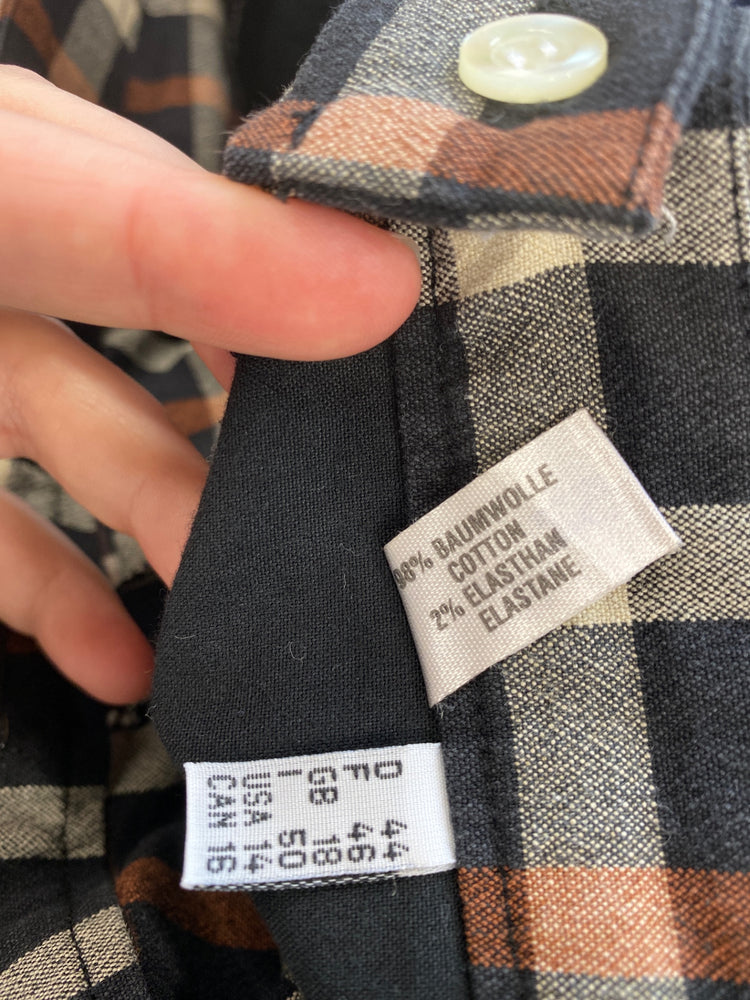 98% BAUMWOLLE
COTTON
2% ELASTHAN
ELASTANE
D 44
F 46
GB 18
I 50
USA 14
CAN 16